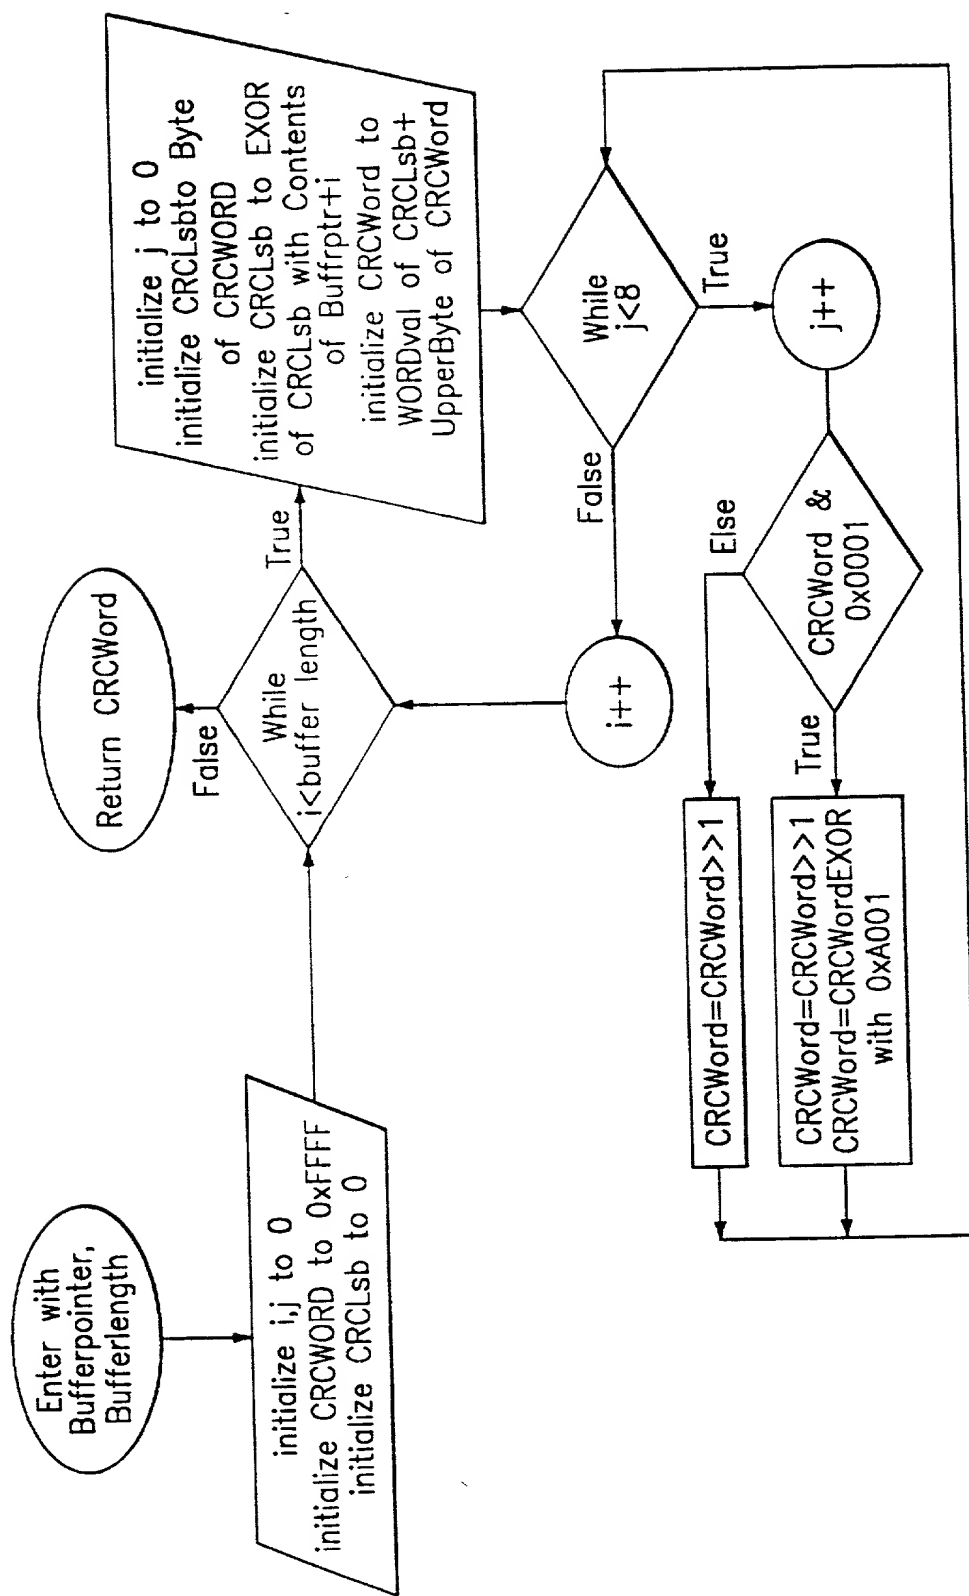 Enter with
Bufferpointer,
Bufferlength
initialize i,j to 0
initialize CRCWORD to 0xFFFF
initialize CRCLsb to 0
Return CRCWord
False
While
i<buffer length
True
initialize j to 0
initialize CRCLsbto Byte
of CRCWORD
initialize CRCLsb to EXOR
of CRCLsb with Contents
of Buffrptr+i
initialize CRCWord to
WORDval of CRCLsb+
UpperByte of CRCWord
While
j<8
False
True
i++
j++
CRCWord &
0x0001
Else
True
CRCWord=CRCWord>>1
CRCWord=CRCWord>>1
CRCWord=CRCWordEXOR
with 0xA001